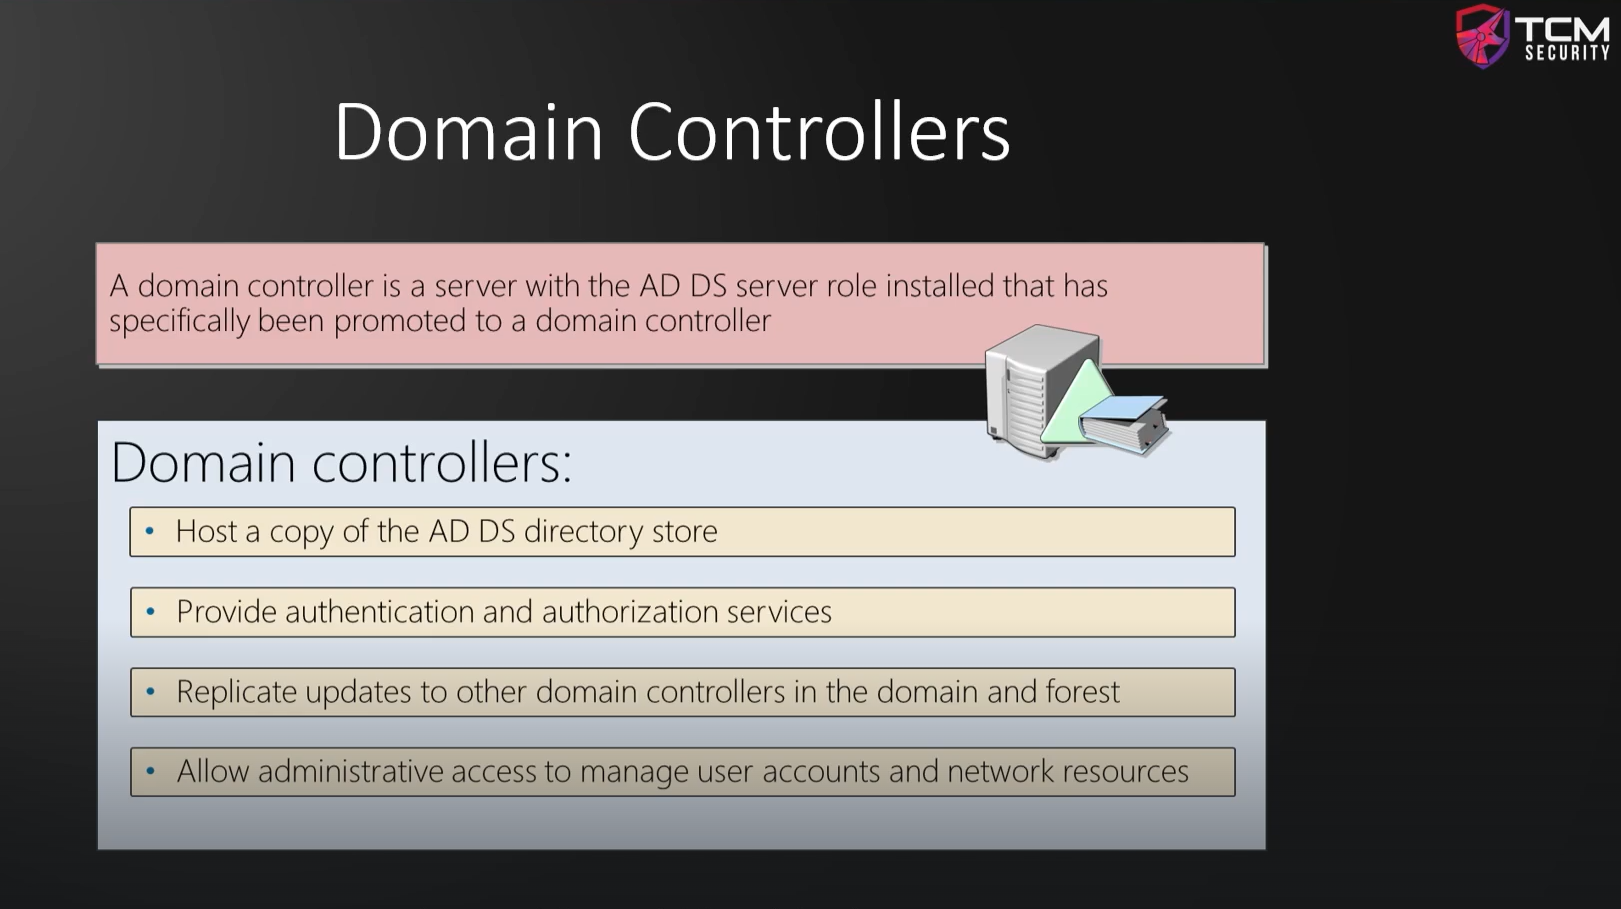 TCM
SECURITY
Domain Controllers
A domain controller is a server with the AD DS server role installed that has
specifically been promoted to a domain controller
Domain controllers:
• Host a copy of the AD DS directory store
• Provide authentication and authorization services
• Replicate updates to other domain controllers in the domain and forest
• Allow administrative access to manage user accounts and network resources